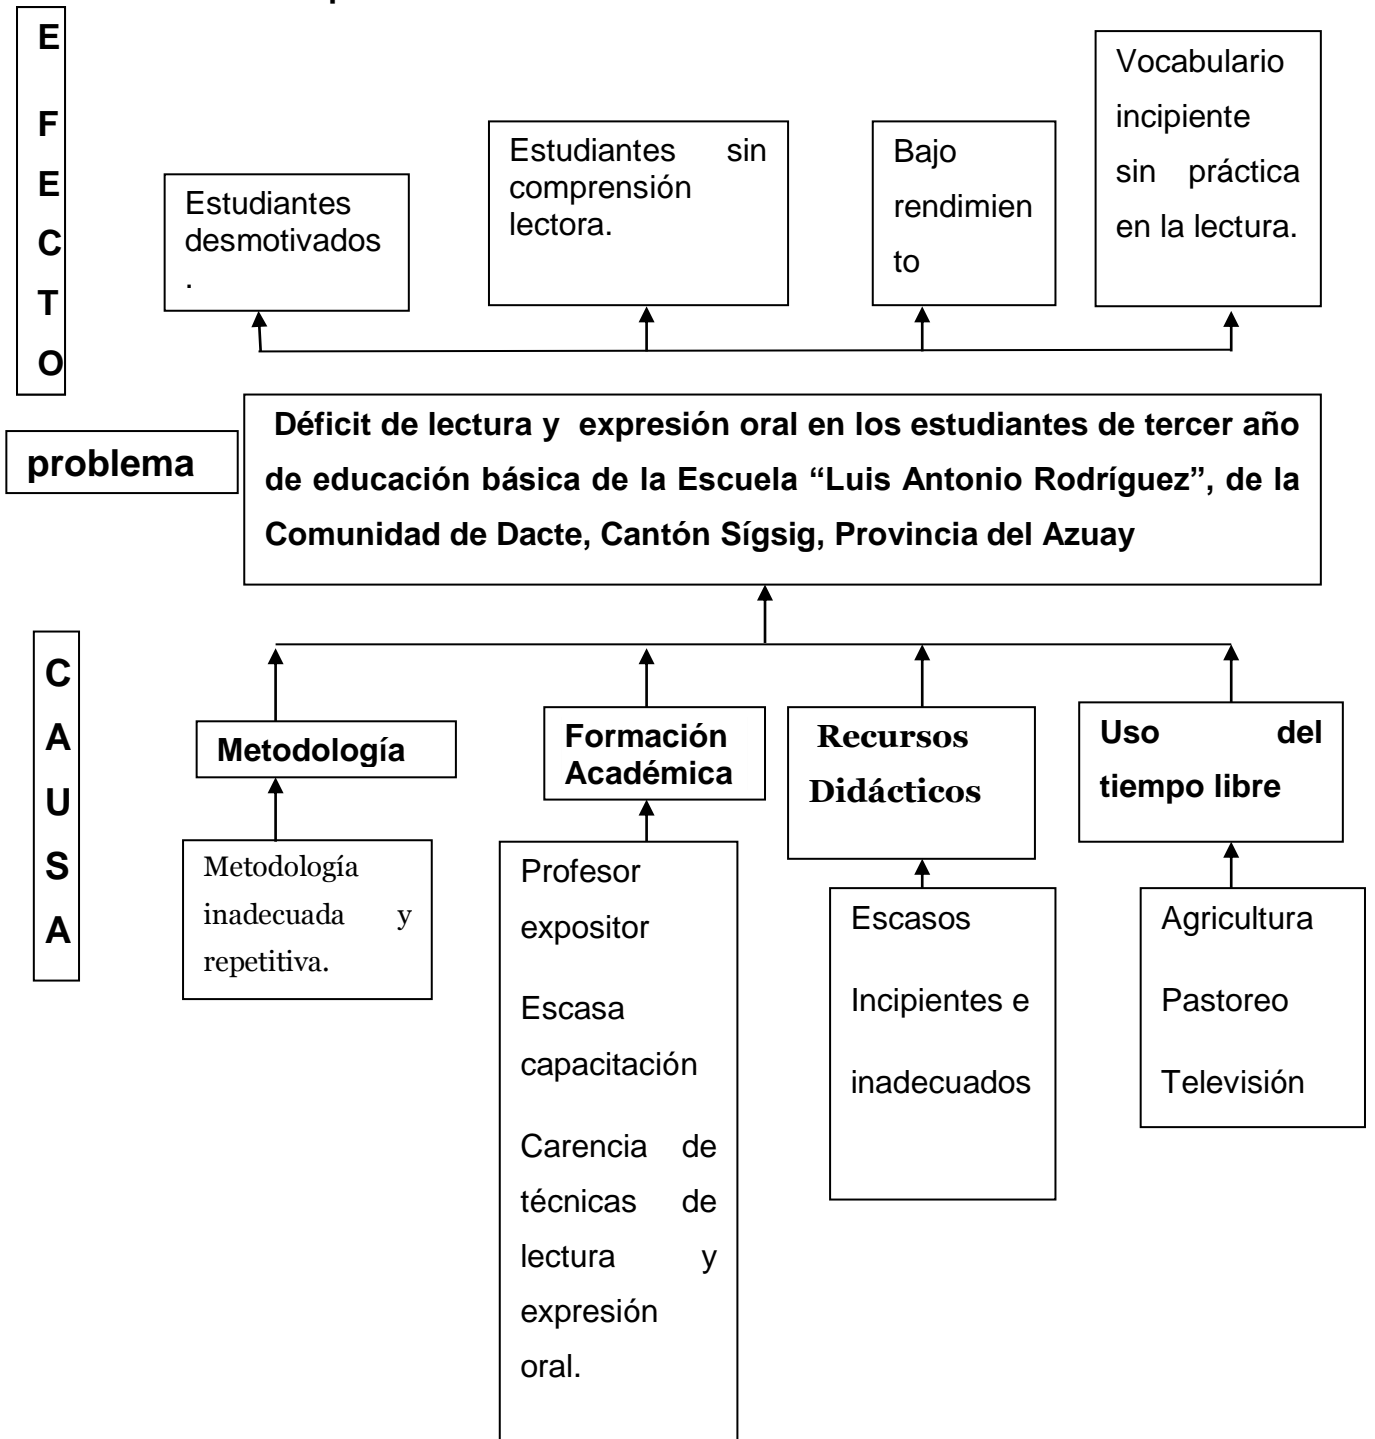 E
F
E
C
T
O
Estudiantes
desmotivados
.
Estudiantes sin
comprensión
lectora.
Bajo
rendimien
to
Vocabulario
incipiente
sin práctica
en la lectura.
problema
Déficit de lectura y expresión oral en los estudiantes de tercer año
de educación básica de la Escuela “Luis Antonio Rodríguez”, de la
Comunidad de Dacte, Cantón Sígsig, Provincia del Azuay
C
A
U
S
A
Metodología
Formación
Académica
Recursos
Didácticos
Uso del
tiempo libre
Metodología
inadecuada y
repetitiva.
Profesor
expositor
Escasa
capacitación
Carencia de
técnicas de
lectura y
expresión
oral.
Escasos
Incipientes e
inadecuados
Agricultura
Pastoreo
Televisión